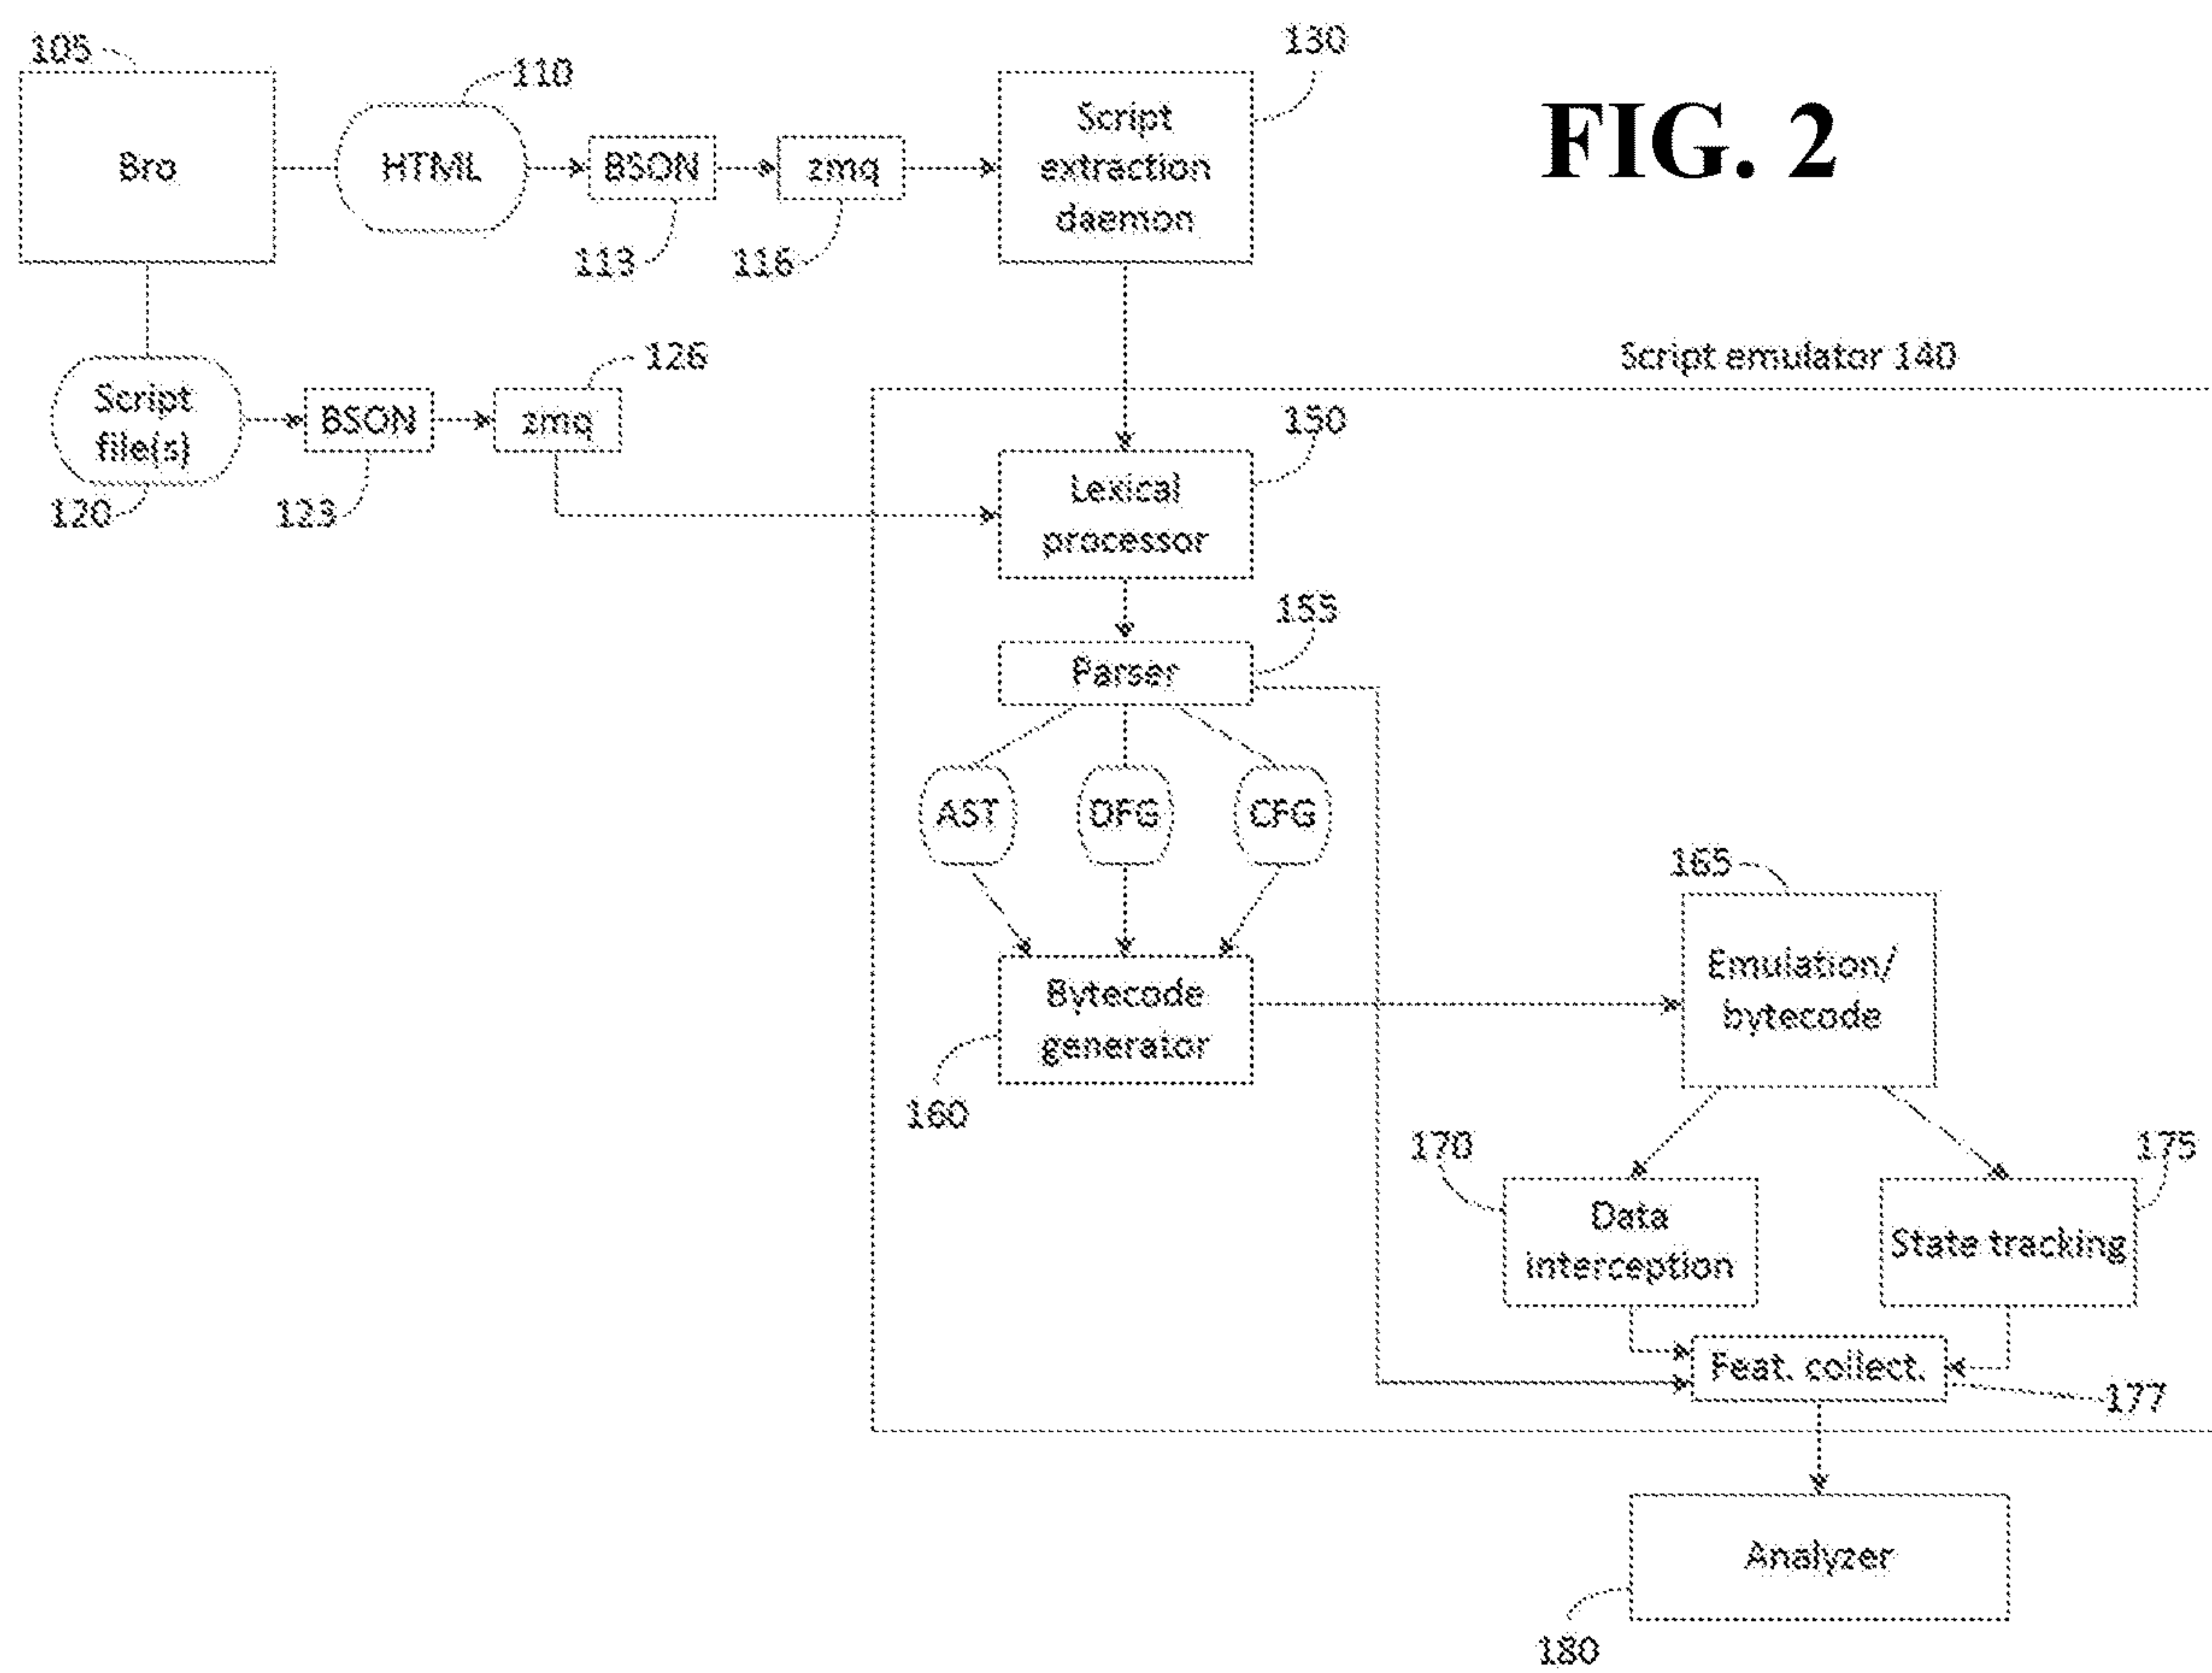 105
110
130
FIG. 2
Bro
HTML
BSON
zmq
Script
extraction
daemon
113
116
Script emulator 140
126
Script
file(s)
BSON
zmq
150
120
123
Lexical
processor
155
Parser
AST
DFG
CFG
165
Emulation/
bytecode
Bytecode
generator
160
170
175
Data
interception
State tracking
Feat. collect.
177
Analyzer
180